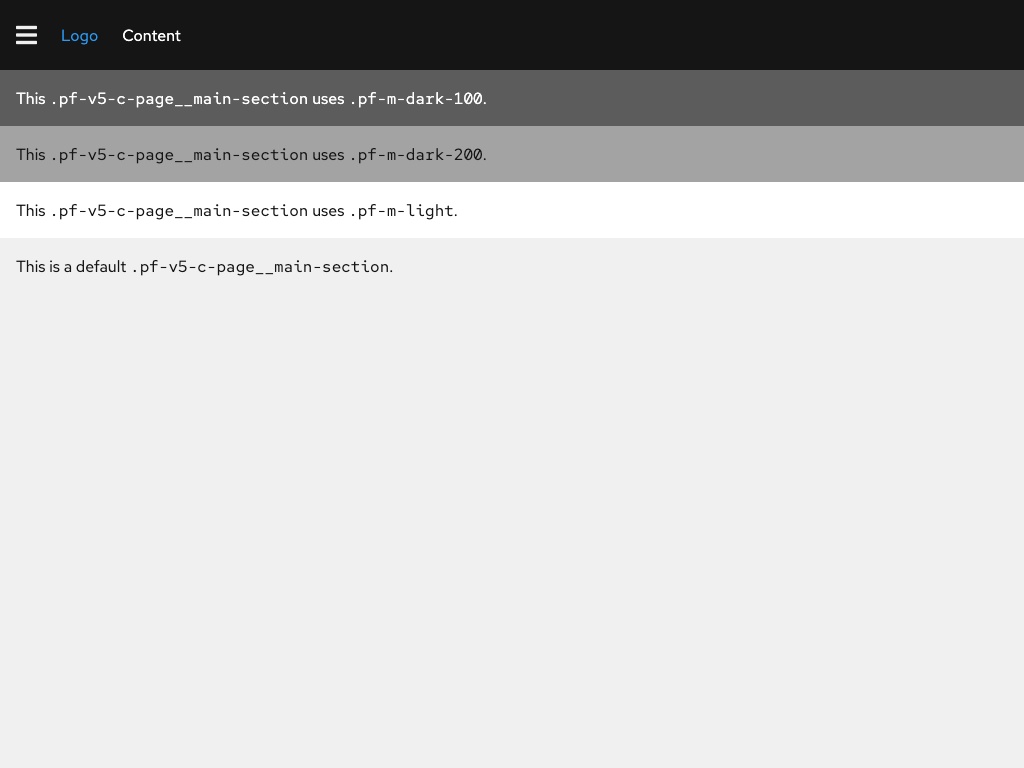 Logo Content
This .pf-v5-c-page__main-section uses .pf-m-dark-100.
This .pf-v5-c-page__main-section uses .pf-m-dark-200.
This .pf-v5-c-page__main-section uses .pf-m-light.
This is a default .pf-v5-c-page__main-section.